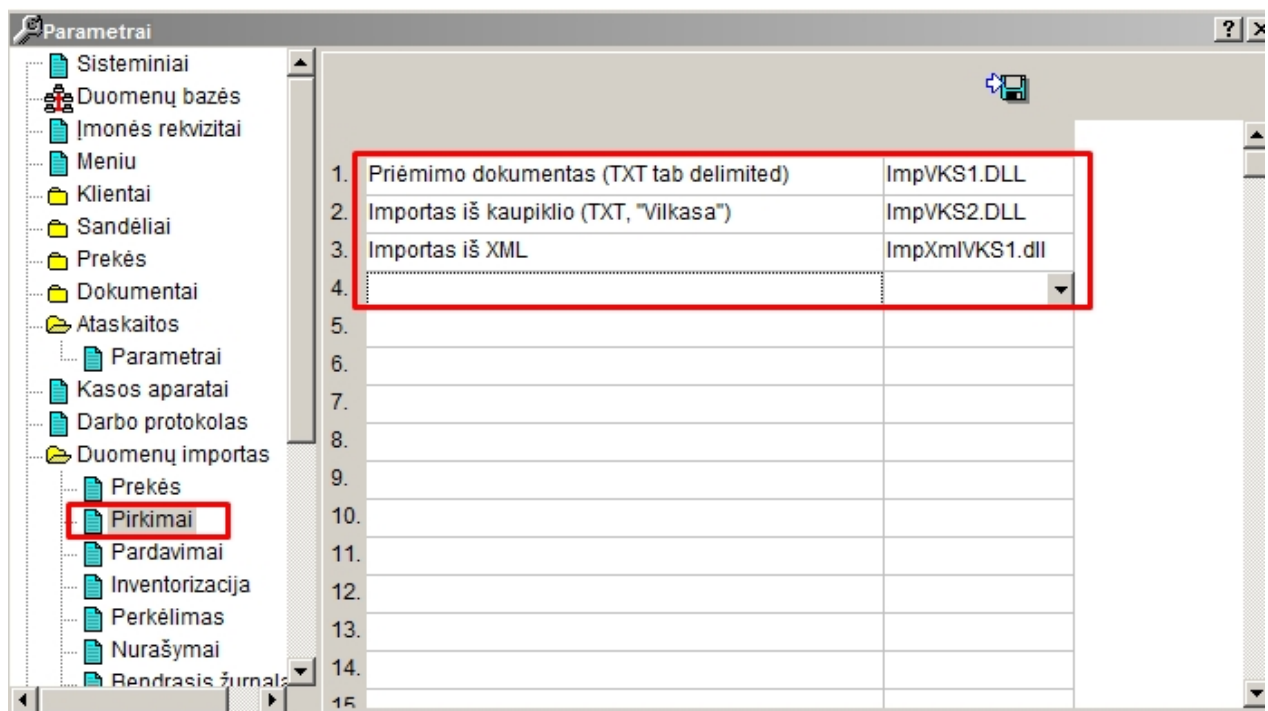 Parametrai
Sisteminiai
Duomenų bazės
Įmonės rekvizitai
Meniu
Klientai
Sandėliai
Prekės
Dokumentai
Ataskaitos
Parametrai
Kasos aparatai
Darbo protokolas
Duomenų importas
Prekės
Pirkimai
Pardavimai
Inventorizacija
Perkėlimas
Nurašymai
Bendrasis žurnala
1. Priėmimo dokumentas (TXT tab delimited) ImpVKS1.DLL
2. Importas iš kaupiklio (TXT, "Vilkasa") ImpVKS2.DLL
3. Importas iš XML ImpXmlVKS1.dll
4.
5.
6.
7.
8.
9.
10.
11.
12.
13.
14.
15